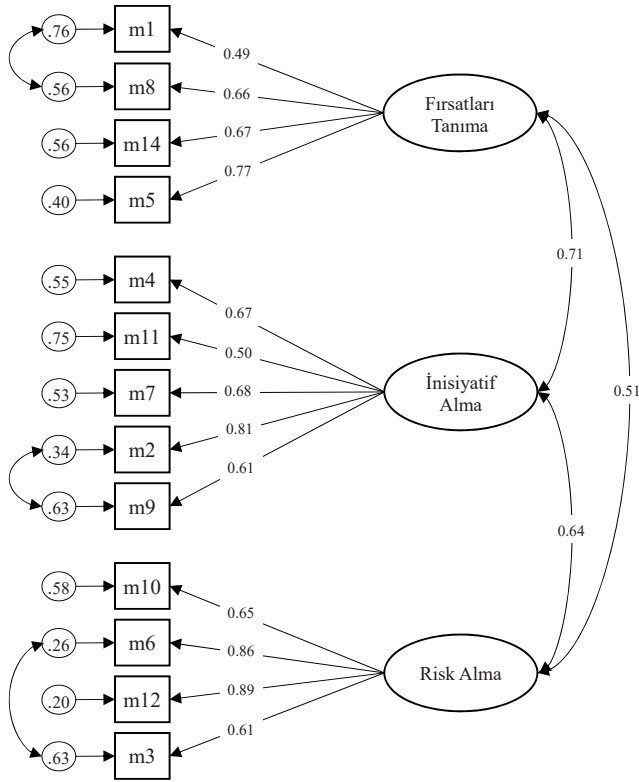 .76
m1
0.49
.56
m8
0.66
Fırsatları
Tanıma
.56
m14
0.67
.40
m5
0.77
0.71
.55
m4
0.67
.75
m11
0.50
.53
m7
0.68
İnisiyatif
Alma
0.51
.34
m2
0.81
.63
m9
0.61
0.64
.58
m10
0.65
.26
m6
0.86
Risk Alma
.20
m12
0.89
.63
m3
0.61